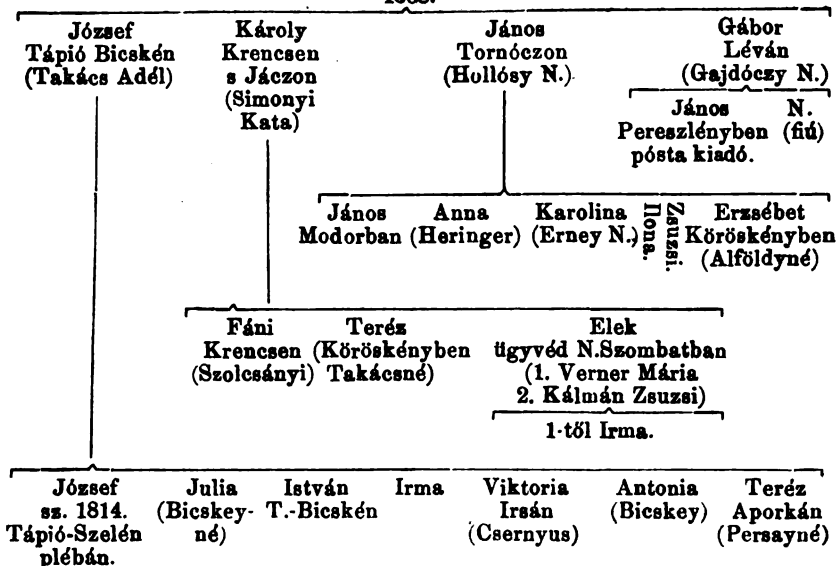 József Károly János Gábor
Tápió Bicskén Krencsen Tornóczon Léván
(Takács Adél) s Jáczon (Hullósy N.) (Gajdóczy N.)
(Simonyi
Kata)
János N.
Pereszlényben (fiú)
pósta kiadó.
János Anna Karolina Ilona. Zsuzsi. Erzsébet
Modorban (Heringer) (Erney N.) Köröskényben
(Alföldyné)
Fáni Teréz Elek
Krencsen (Köröskényben ügyvéd N.Szombatban
(Szolcsányi) Takácsné) (1. Verner Mária
2. Kálmán Zsuzsi)
1-től Irma.
József Julia István Irma Viktoria Antonia Teréz
sz. 1814. (Bicskey- T.-Bicskén Irsán (Bicskey) Aporkán
Tápió-Szelén né) (Csernyus) (Persayné)
plébán.